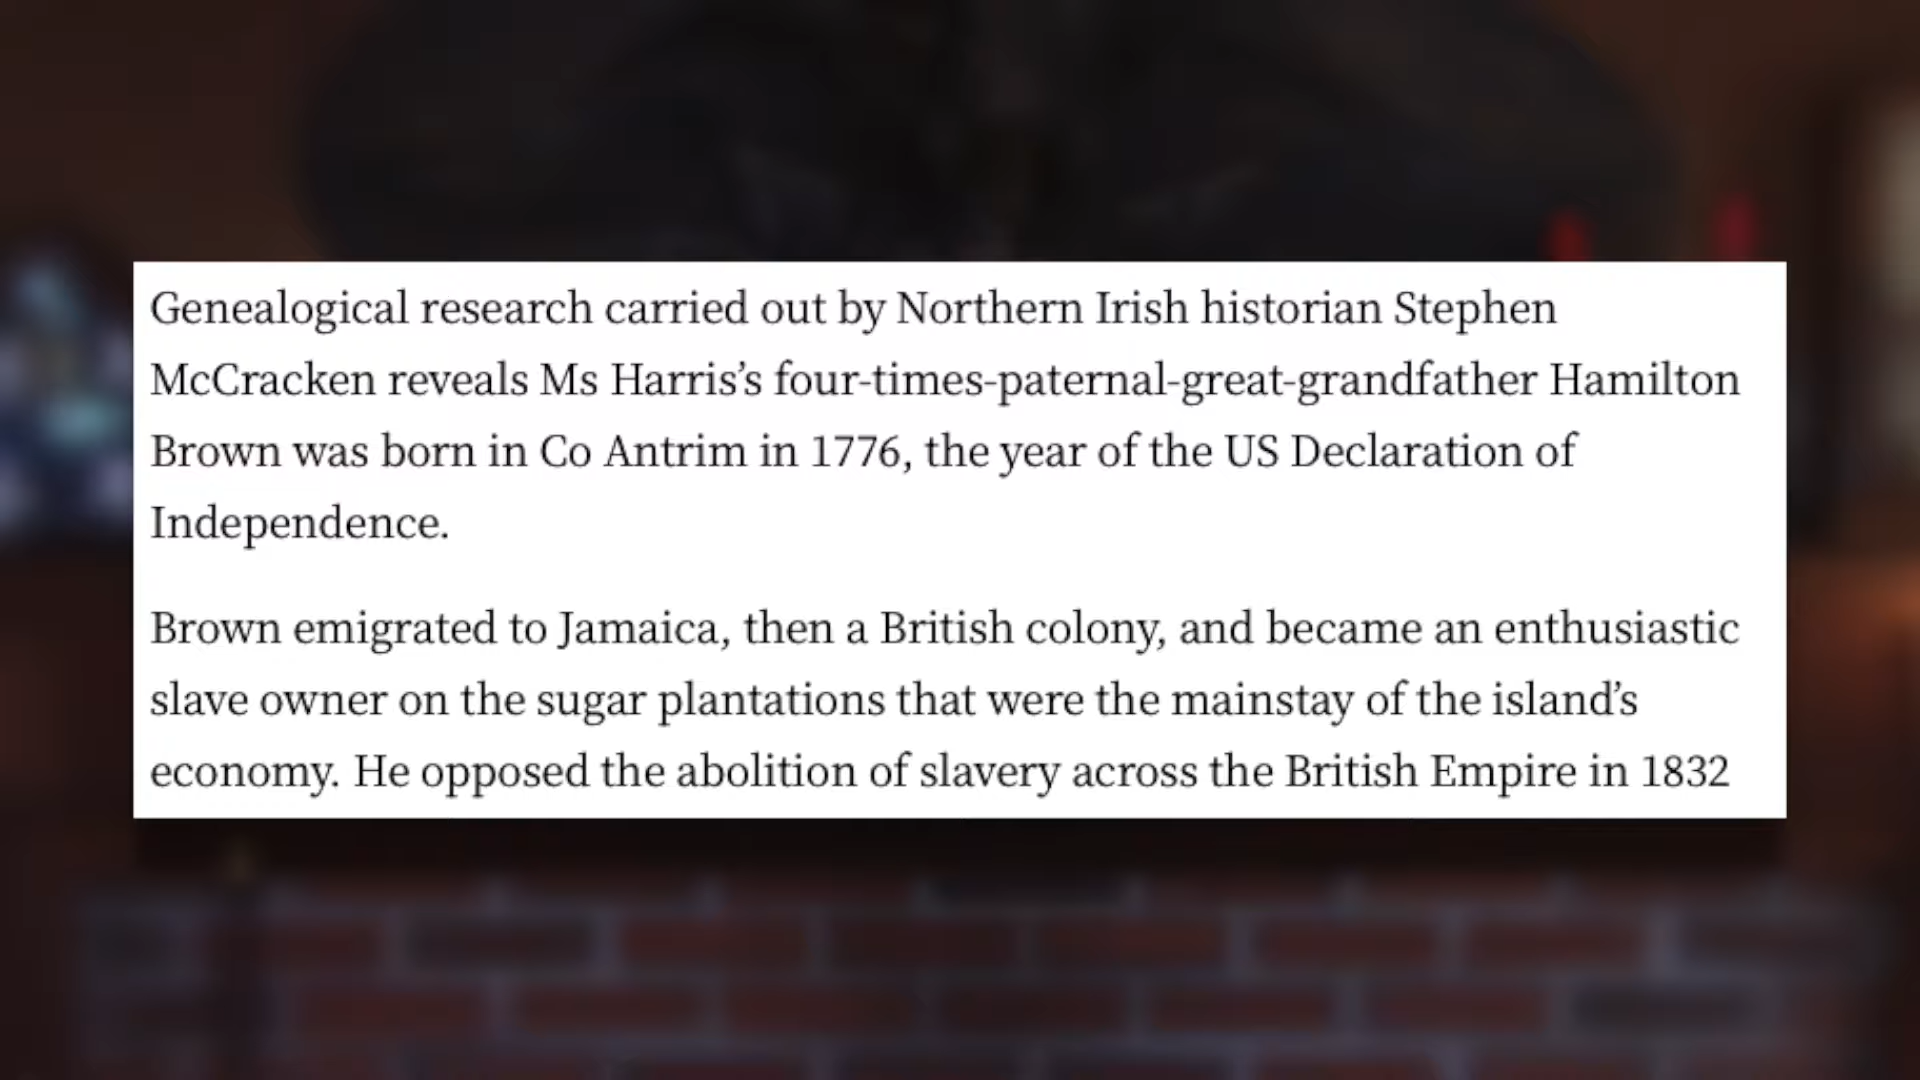 Genealogical research carried out by Northern Irish historian Stephen
McCracken reveals Ms Harris’s four-times-paternal-great-grandfather Hamilton
Brown was born in Co Antrim in 1776, the year of the US Declaration of
Independence.
Brown emigrated to Jamaica, then a British colony, and became an enthusiastic
slave owner on the sugar plantations that were the mainstay of the island’s
economy. He opposed the abolition of slavery across the British Empire in 1832